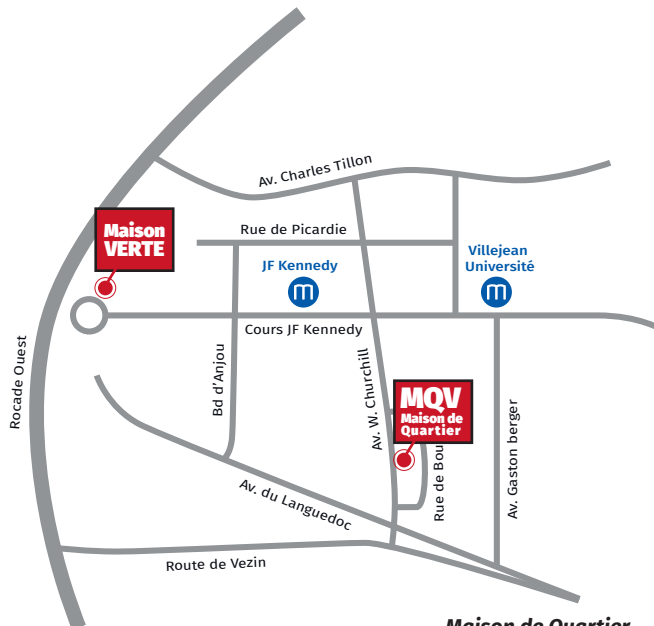 Av. Charles Tillon
Maison
VERTE
Rue de Picardie
JF Kennedy
Villejean
Université
Cours JF Kennedy
Rocade Ouest
Bd d'Anjou
Av. W. Churchill
MQV
Maison de
Quartier
Rue de Bou
Av. Gaston berger
Av. du Languedoc
Route de Vezin
Maison de Quartier